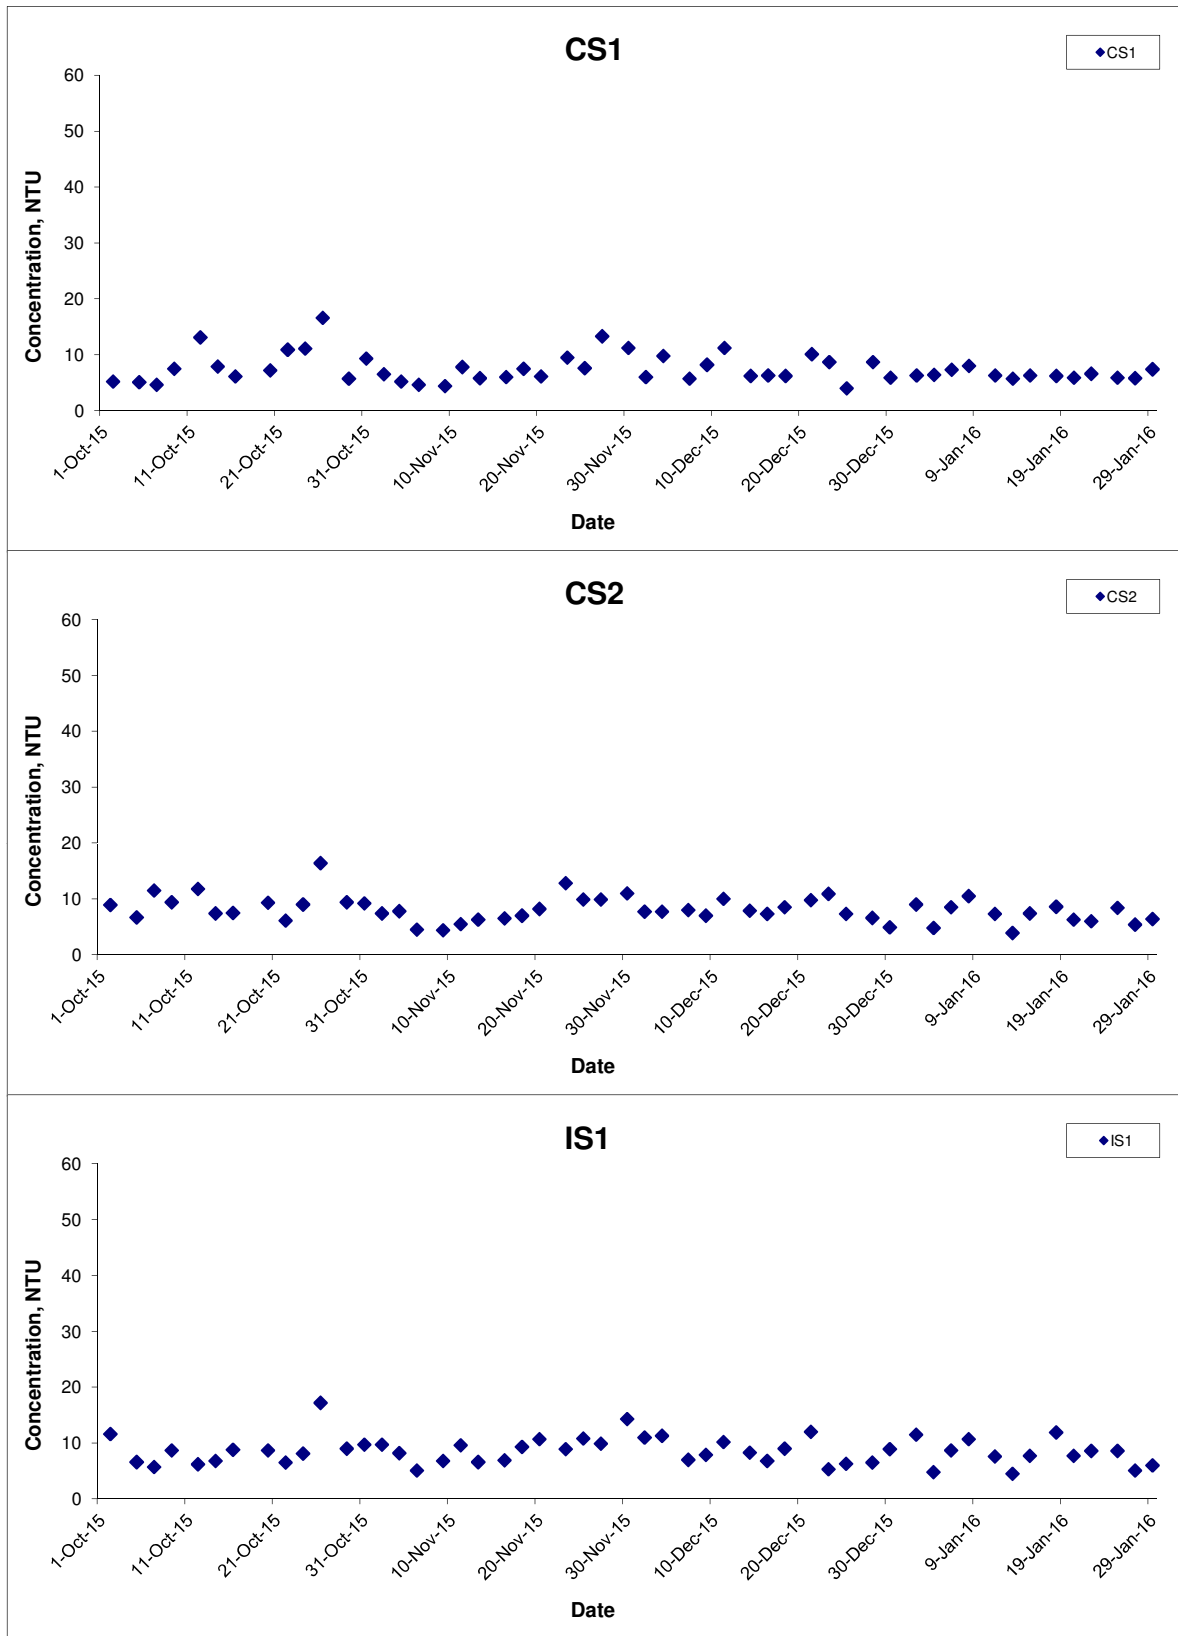 CS1
CS1
60
50
40
30
20
10
0
Concentration, NTU
1-Oct-15
11-Oct-15
21-Oct-15
31-Oct-15
10-Nov-15
20-Nov-15
30-Nov-15
10-Dec-15
20-Dec-15
30-Dec-15
9-Jan-16
19-Jan-16
29-Jan-16
Date
CS2
CS2
60
50
40
30
20
10
0
Concentration, NTU
1-Oct-15
11-Oct-15
21-Oct-15
31-Oct-15
10-Nov-15
20-Nov-15
30-Nov-15
10-Dec-15
20-Dec-15
30-Dec-15
9-Jan-16
19-Jan-16
29-Jan-16
Date
IS1
IS1
60
50
40
30
20
10
0
Concentration, NTU
1-Oct-15
11-Oct-15
21-Oct-15
31-Oct-15
10-Nov-15
20-Nov-15
30-Nov-15
10-Dec-15
20-Dec-15
30-Dec-15
9-Jan-16
19-Jan-16
29-Jan-16
Date